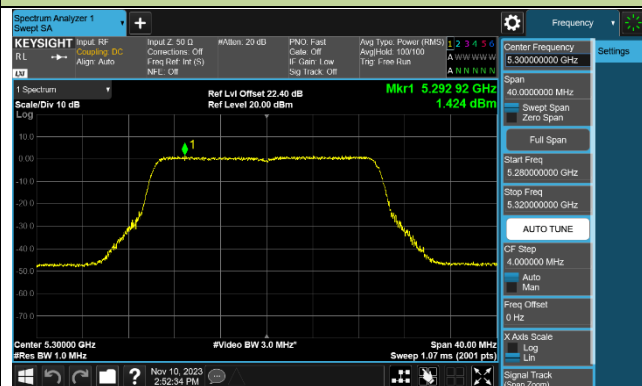 Spectrum Analyzer 1
Swept SA
Frequency
KEYSIGHT
Input: RF
Coupling: DC
Align: Auto
Input Z: 50 Ω
Corrections: Off
Freq Ref: Int (S)
NFE: Off
#Atten: 20 dB
PNO: Fast
Gate: Off
IF Gain: Low
Sig Track: Off
Avg Type: Power (RMS)
Avg|Hold: 100/100
Trig: Free Run
1 2 3 4 5 6
A W W W W W
A N N N N N
RL
LXI
1 Spectrum
Scale/Div 10 dB
Log
Ref Lvl Offset 22.40 dB
Ref Level 20.00 dBm
Mkr1 5.292 92 GHz
1.424 dBm
1
10.0
0.00
-10.0
-20.0
-30.0
-40.0
-50.0
-60.0
-70.0
Center 5.30000 GHz
#Res BW 1.0 MHz
#Video BW 3.0 MHz*
Span 40.00 MHz
Sweep 1.07 ms (2001 pts)
Center Frequency
5.300000000 GHz
Settings
Span
40.0000000 MHz
Swept Span
Zero Span
Full Span
Start Freq
5.280000000 GHz
Stop Freq
5.320000000 GHz
AUTO TUNE
CF Step
4.000000 MHz
Auto
Man
Freq Offset
0 Hz
X Axis Scale
Log
Lin
Signal Track
(Span Zoom)
Nov 10, 2023
2:52:34 PM